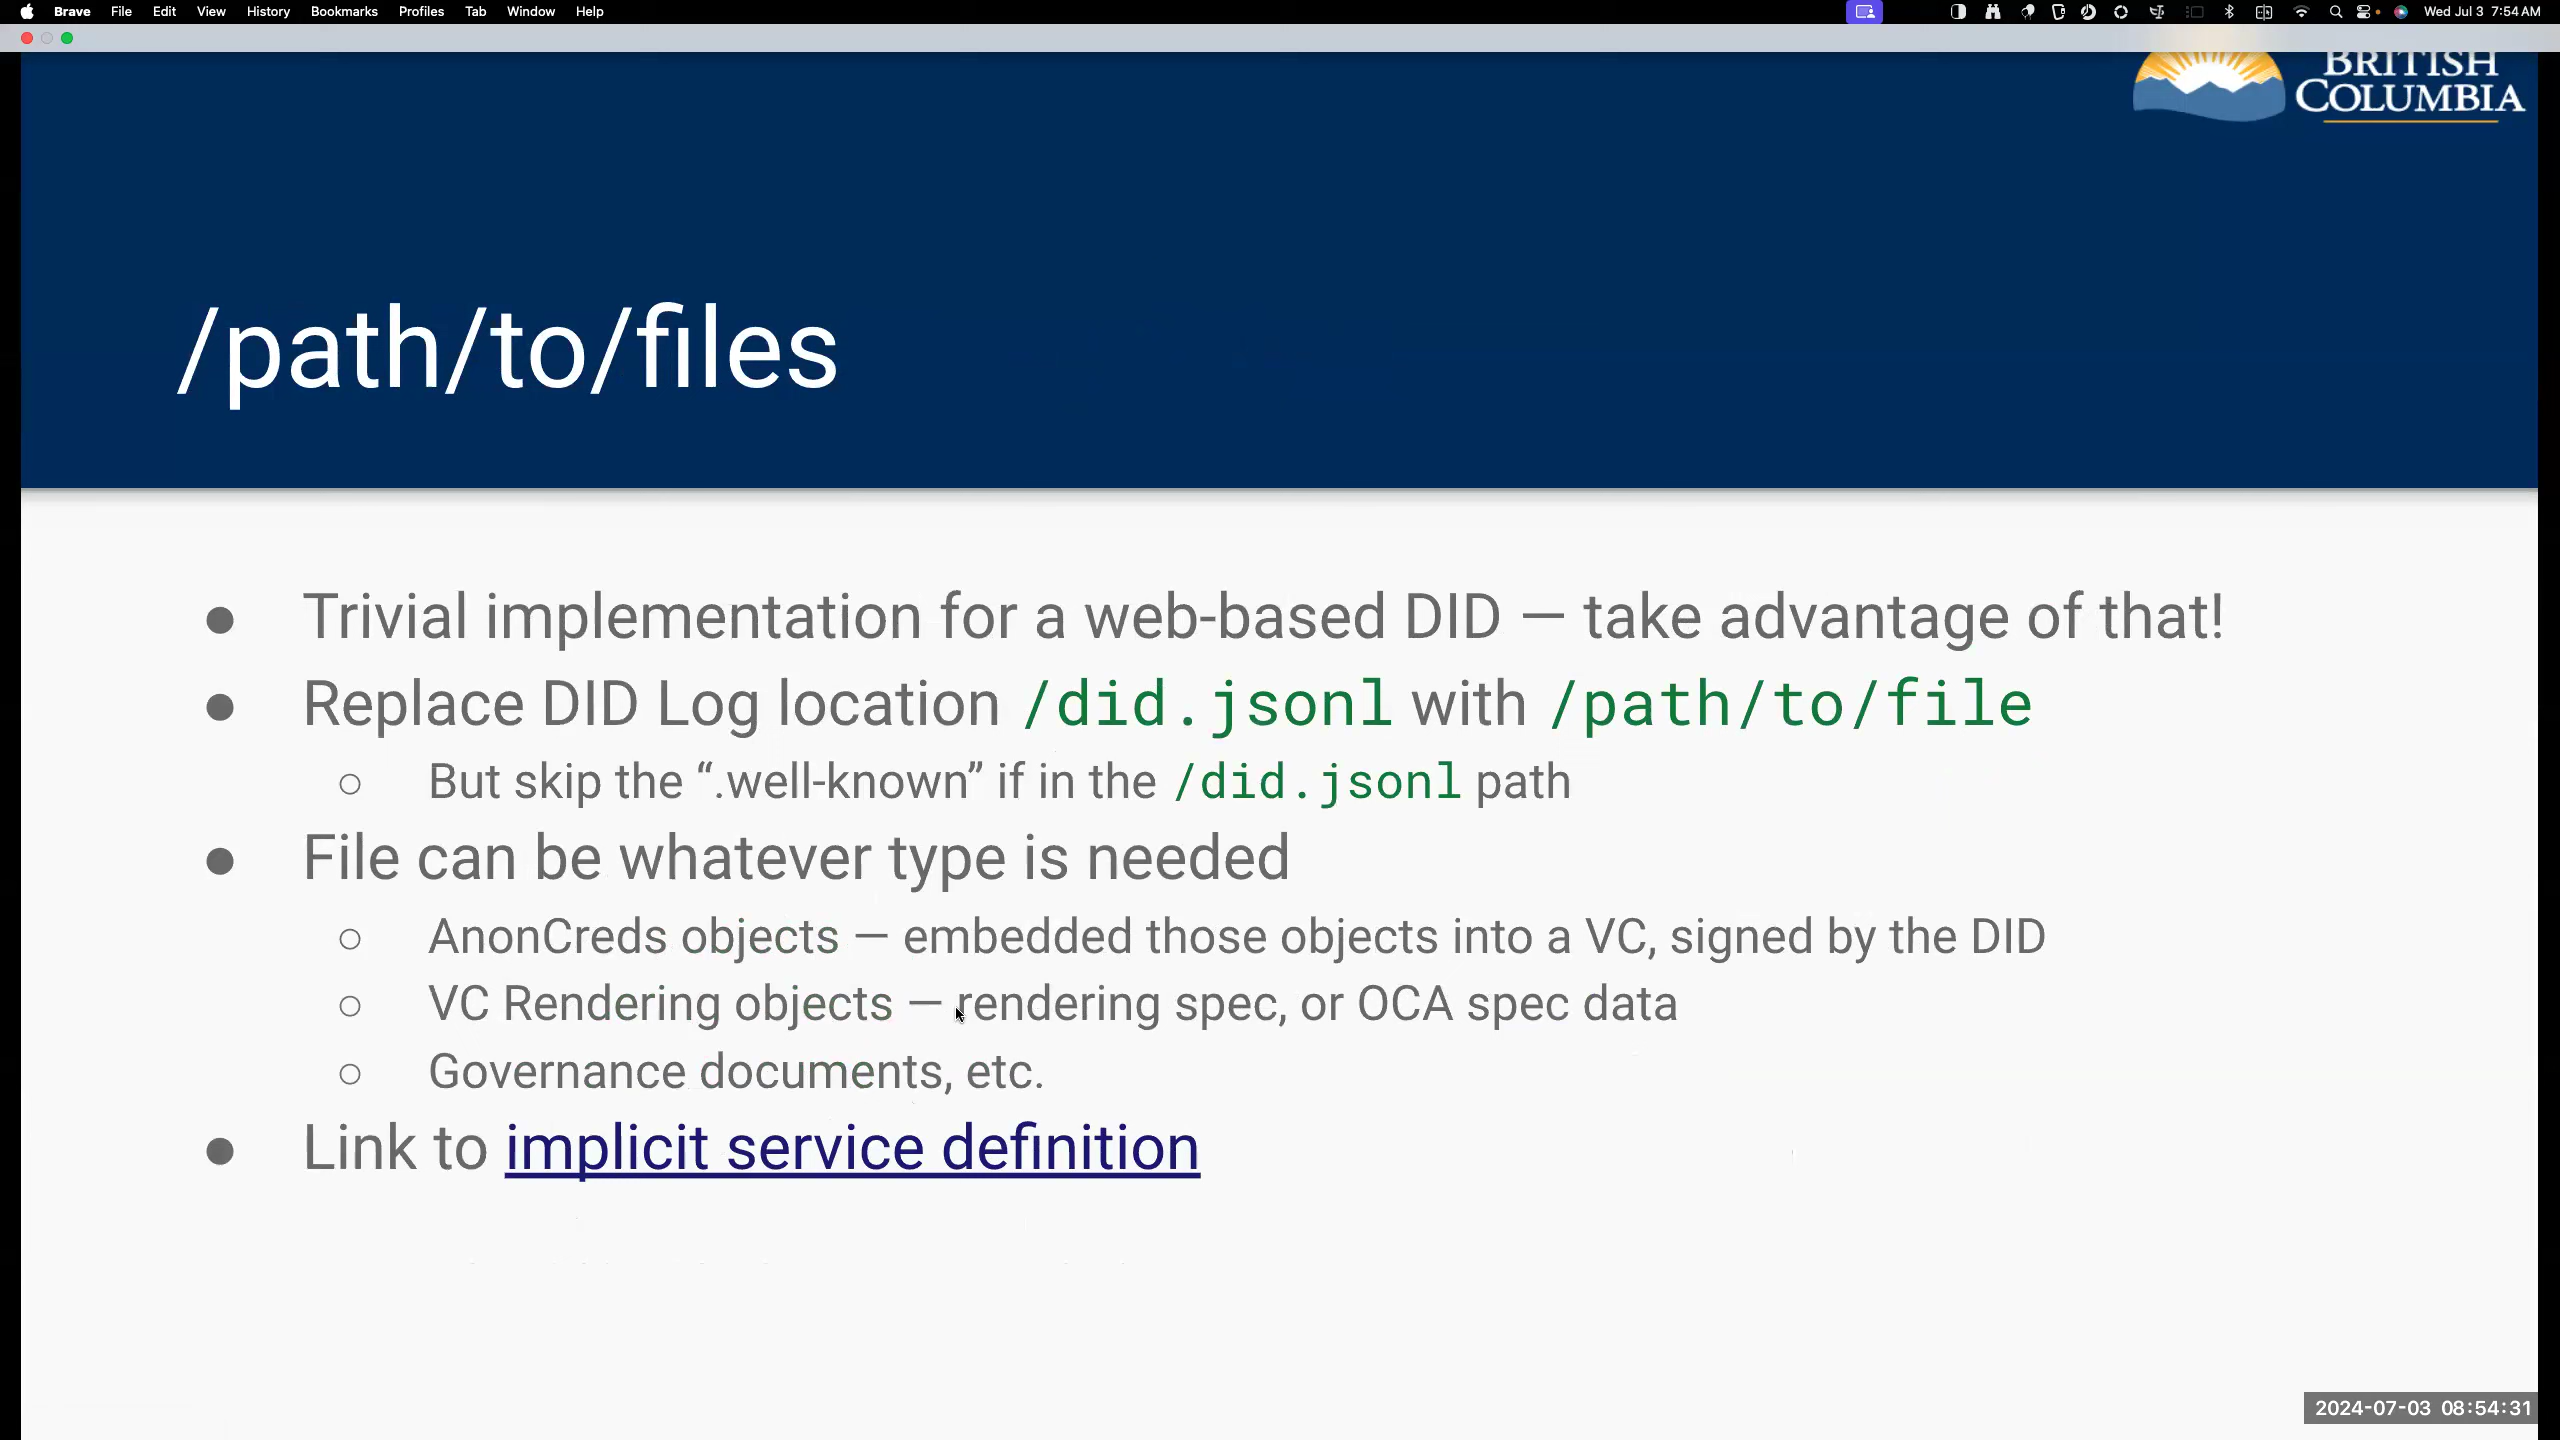 Brave File Edit View History Bookmarks Profiles Tab Window Help Wed Jul 3 7:54 AM
BRITISH
COLUMBIA
/path/to/files
● Trivial implementation for a web-based DID — take advantage of that!
● Replace DID Log location /did.jsonl with /path/to/file
○ But skip the “.well-known” if in the /did.jsonl path
● File can be whatever type is needed
○ AnonCreds objects — embedded those objects into a VC, signed by the DID
○ VC Rendering objects — rendering spec, or OCA spec data
○ Governance documents, etc.
● Link to implicit service definition
2024-07-03 08:54:31